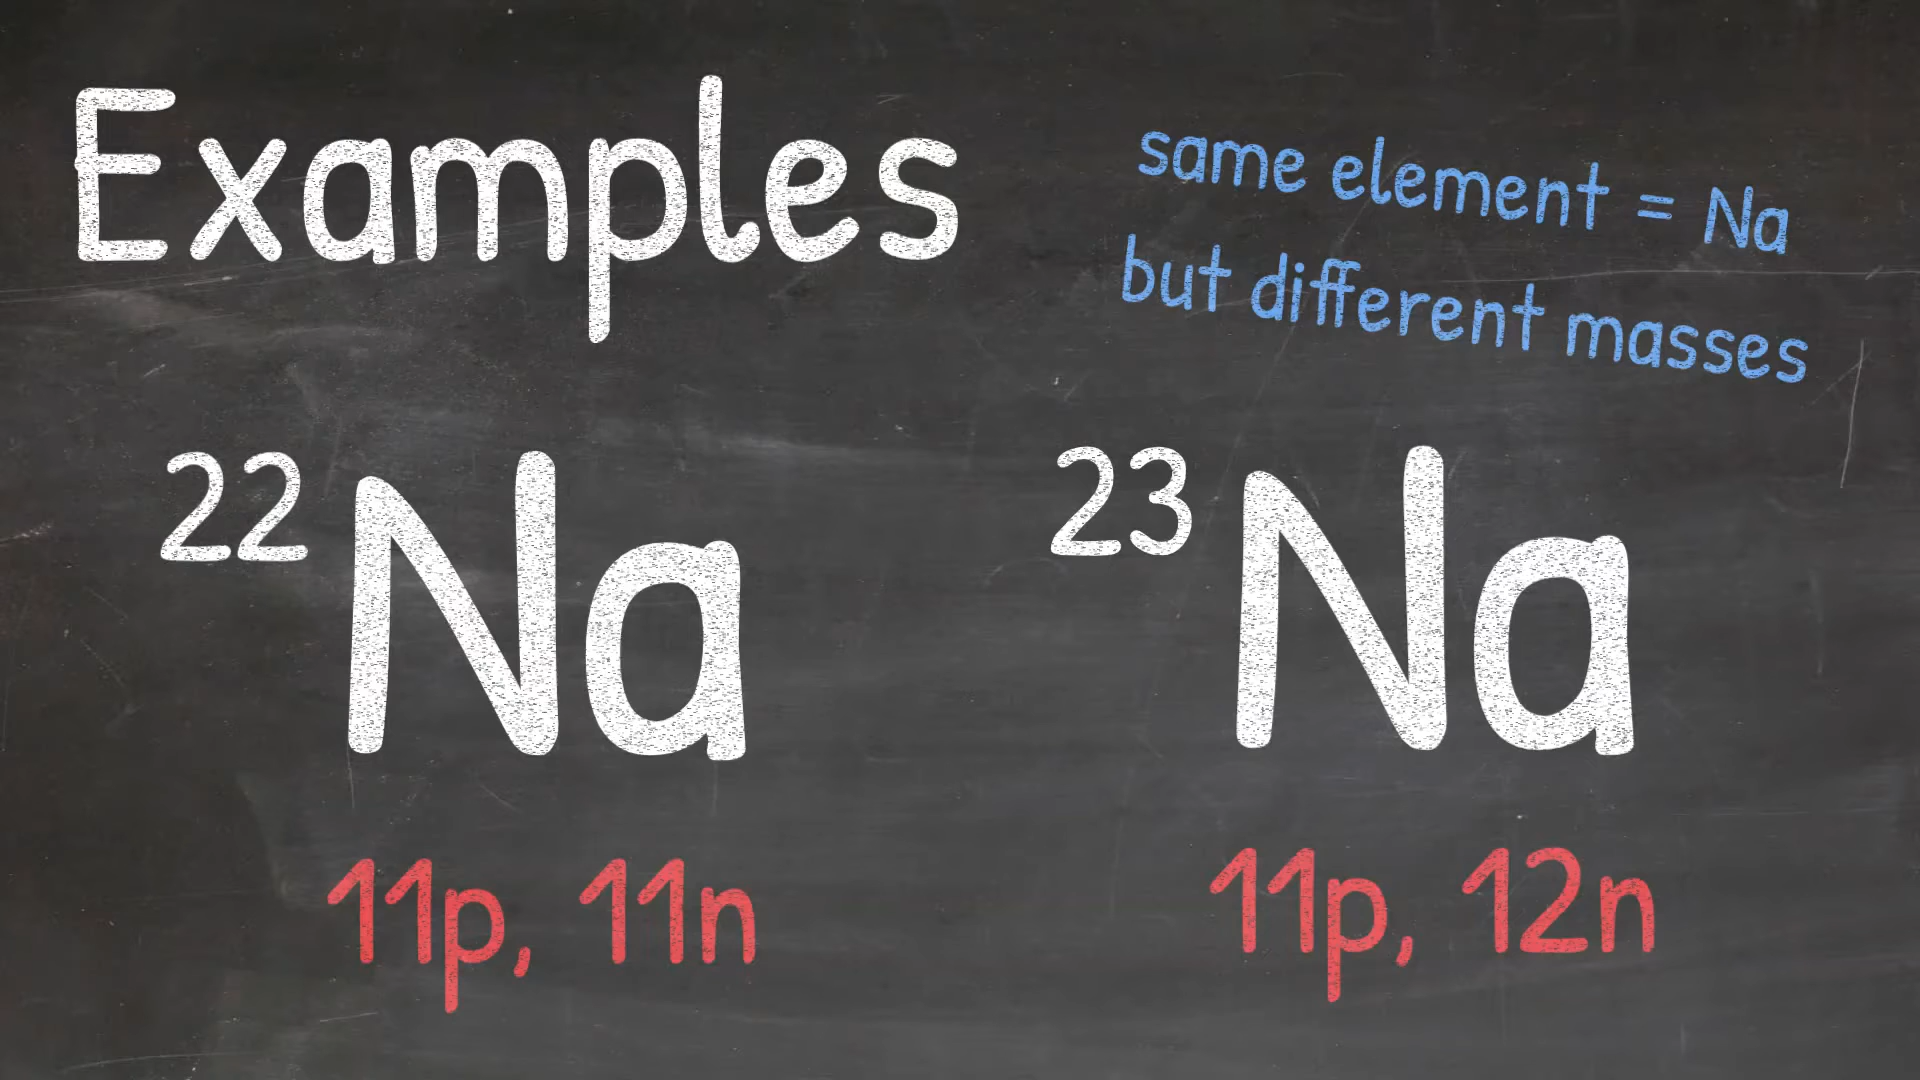 Examples
same element = Na
but different masses
22Na
23Na
11p, 11n
11p, 12n